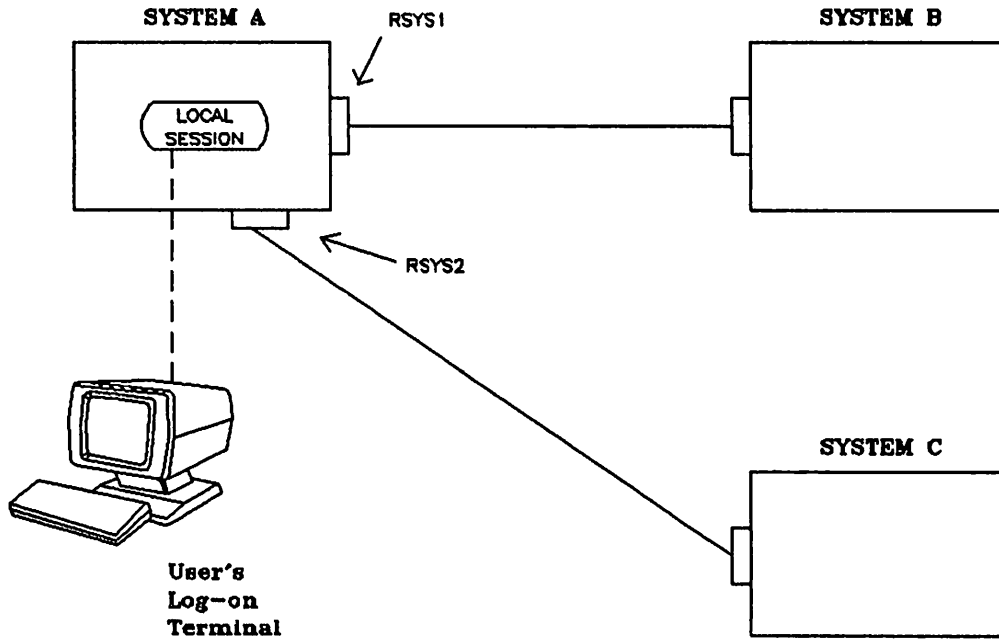 SYSTEM A
RSYS1
SYSTEM B
LOCAL
SESSION
RSYS2
SYSTEM C
User's
Log-on
Terminal